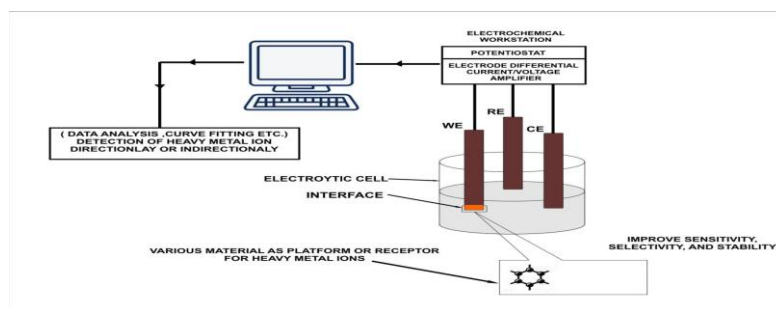 ELECTROCHEMICAL
WORKSTATION
POTENTIOSTAT
ELECTRODE DIFFERENTIAL
CURRENT/VOLTAGE
AMPLIFIER
WE
RE
CE
( DATA ANALYSIS ,CURVE FITTING ETC.)
DETECTION OF HEAVY METAL ION
DIRECTIONLAY OR INDIRECTIONALY
ELECTROYTIC CELL
INTERFACE
VARIOUS MATERIAL AS PLATFORM OR RECEPTOR
FOR HEAVY METAL IONS
IMPROVE SENSITIVITY,
SELECTIVITY, AND STABILITY